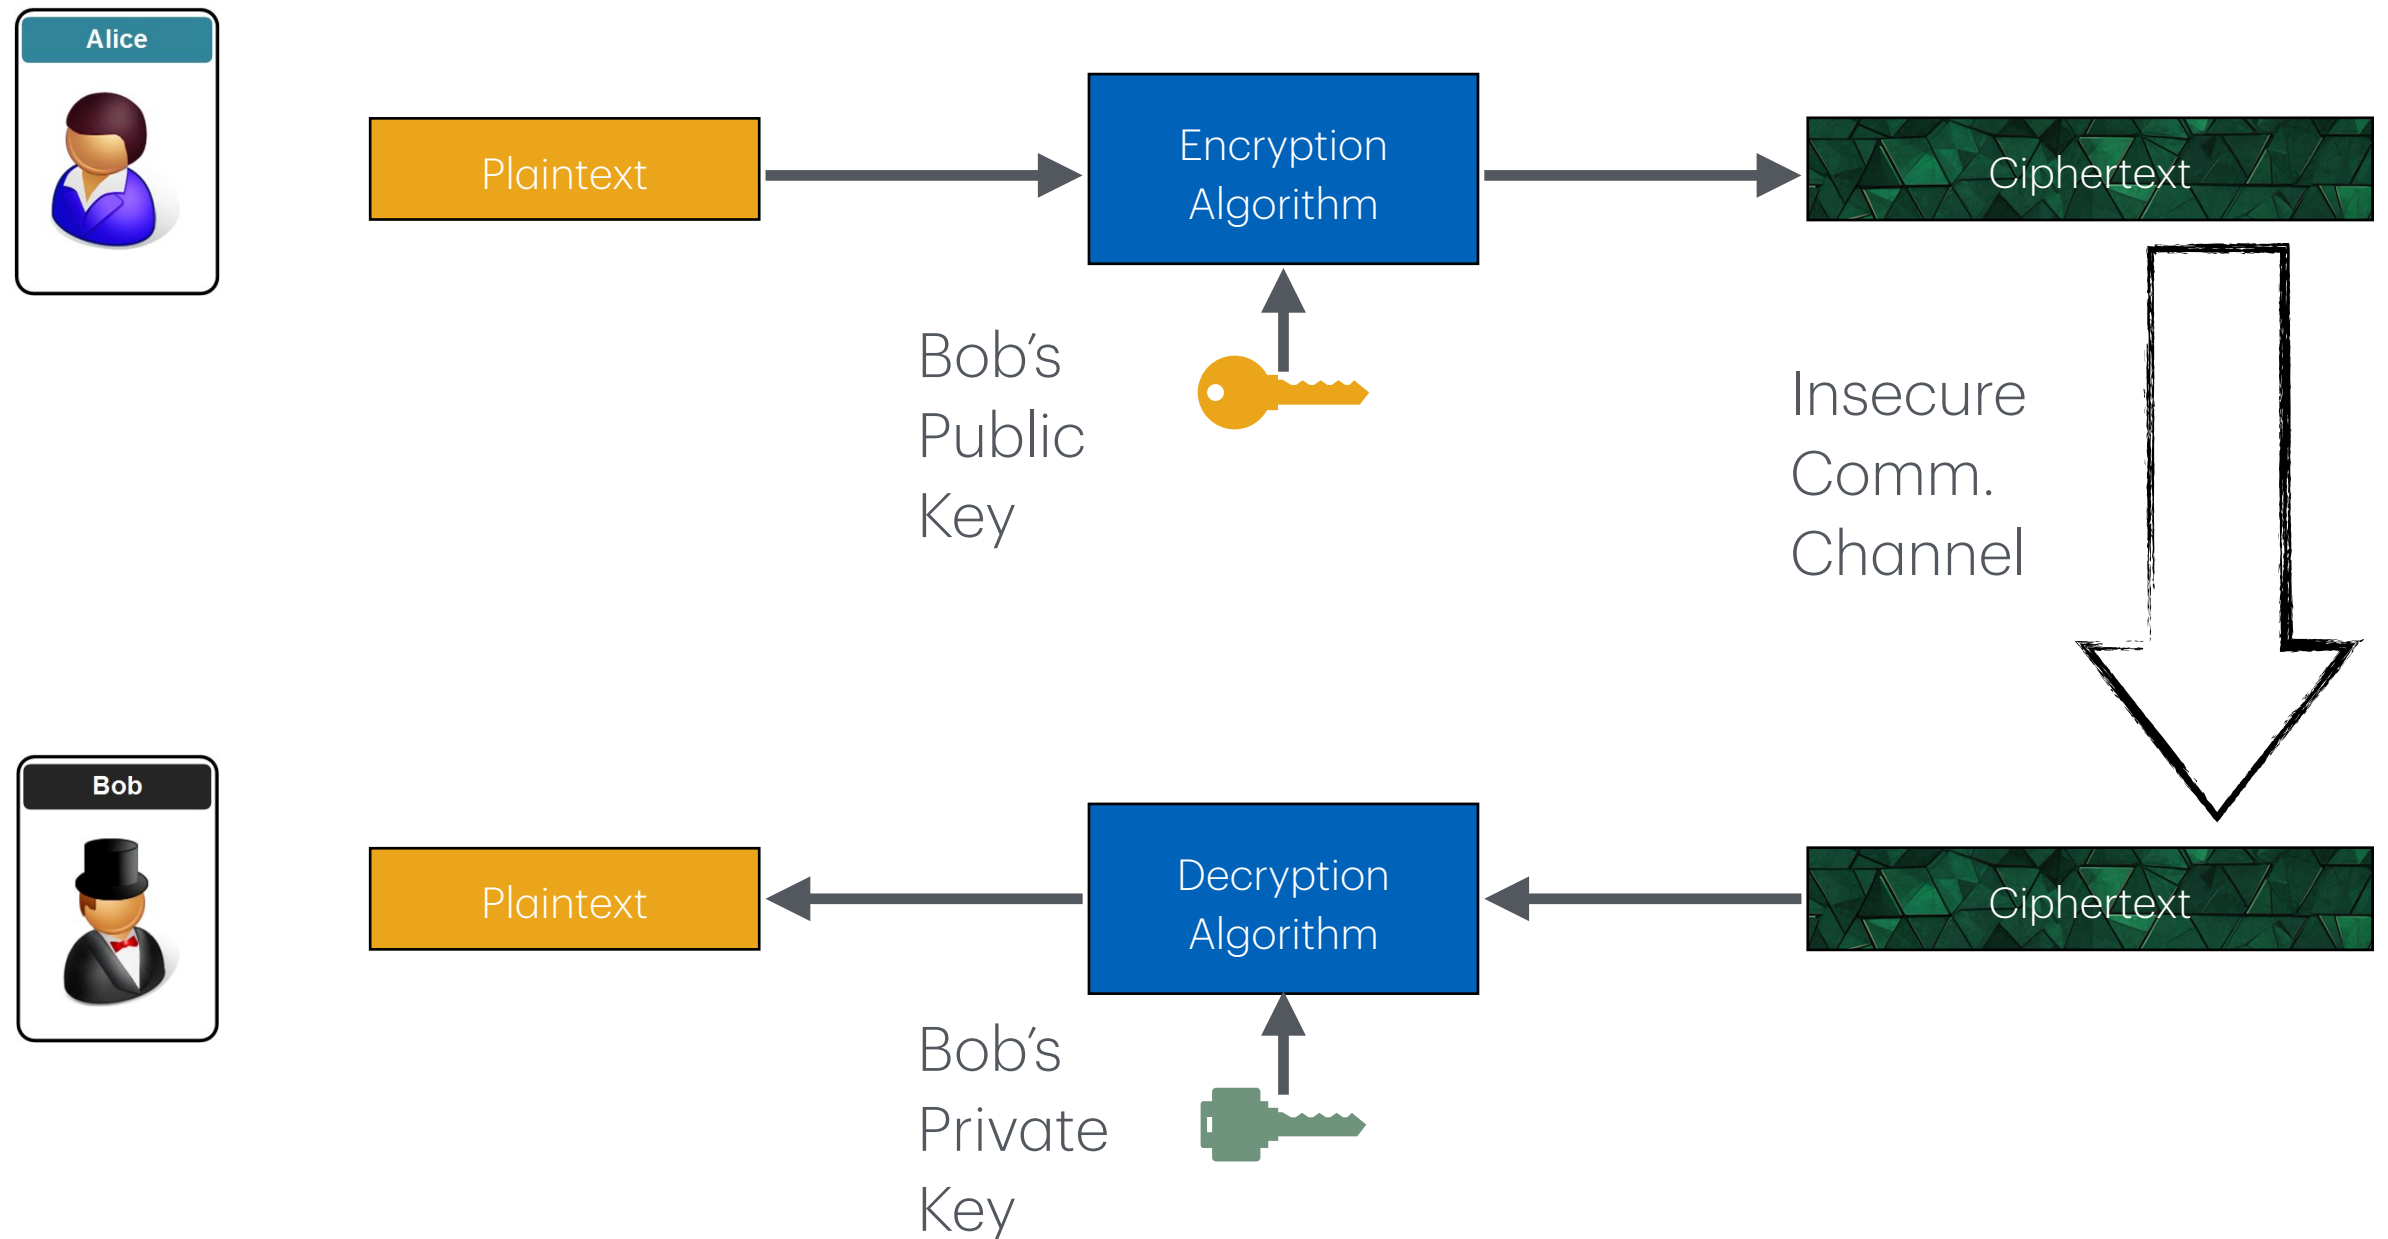 Alice
Plaintext
Encryption
Algorithm
Ciphertext
Bob's
Public
Key
Insecure
Comm.
Channel
Bob
Plaintext
Decryption
Algorithm
Ciphertext
Bob's
Private
Key